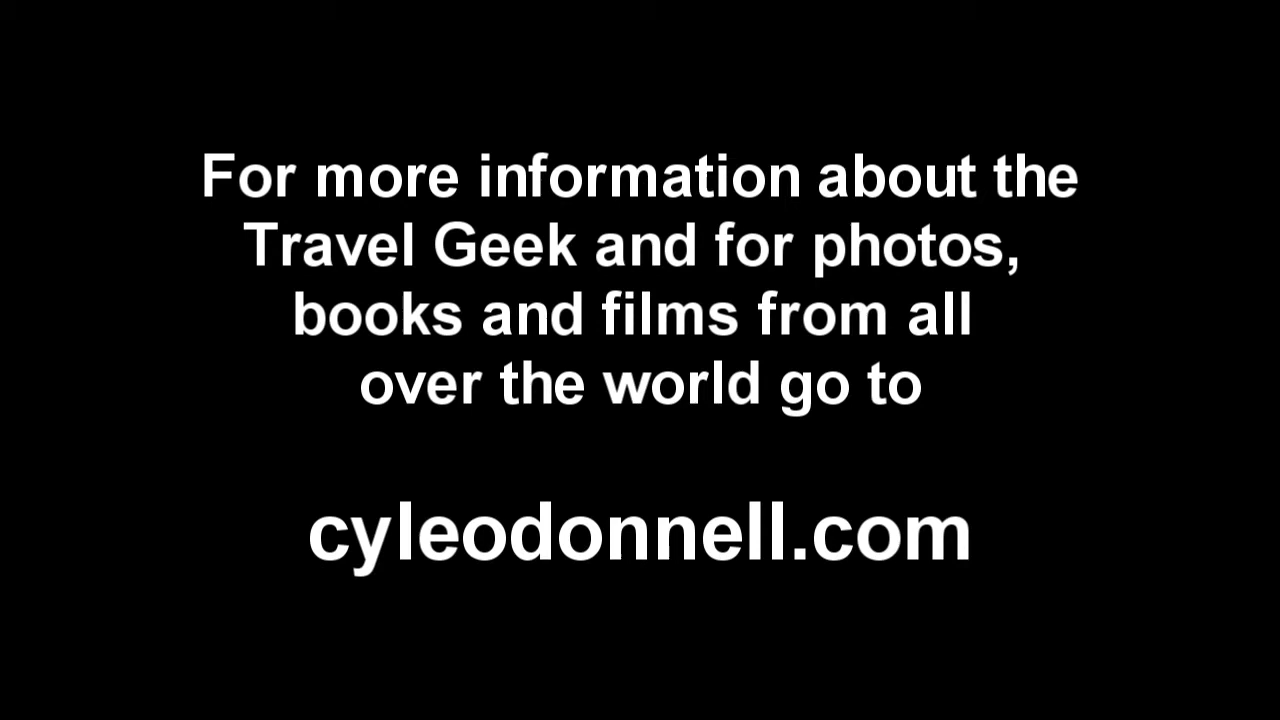 For more information about the
Travel Geek and for photos,
books and films from all
over the world go to
cyleodonnell.com